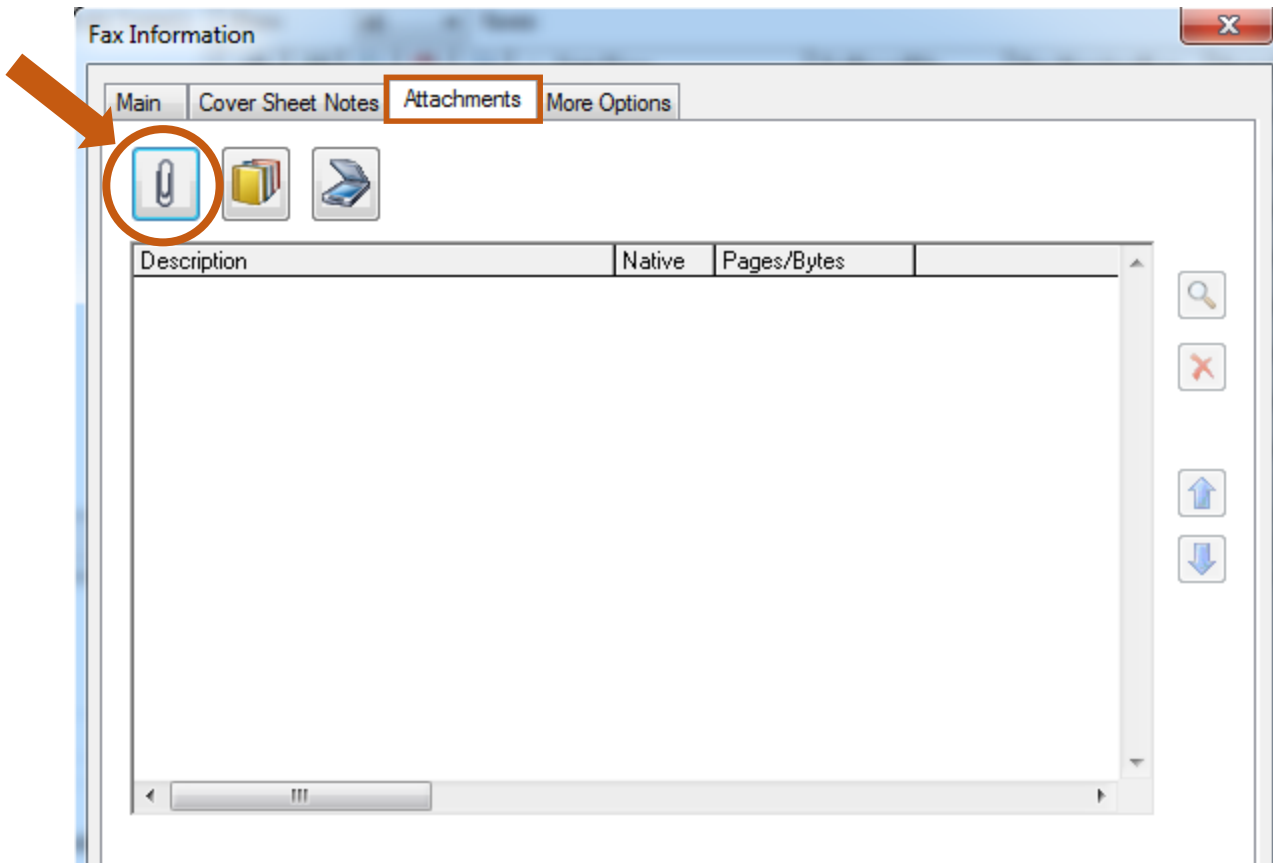 Fax Information
Main Cover Sheet Notes Attachments More Options
Description Native Pages/Bytes